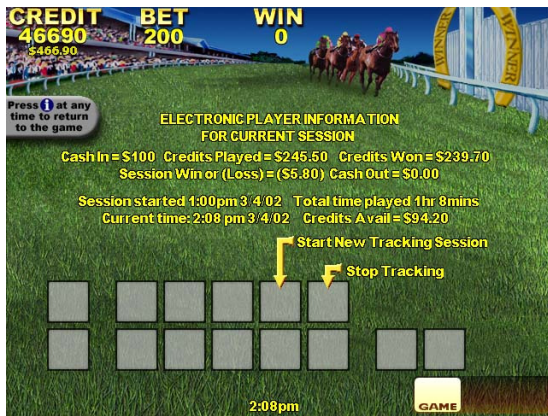 CREDIT BET WIN
46690 200 0
$466.90
WINNER
WINNER
Press i at any
time to return
to the game
ELECTRONIC PLAYER INFORMATION
FOR CURRENT SESSION
Cash In = $100 Credits Played = $245.50 Credits Won = $239.70
Session Win or (Loss) = ($5.80) Cash Out = $0.00
Session started 1:00pm 3/4/02 Total time played 1hr 8mins
Current time: 2:08 pm 3/4/02 Credits Avail = $94.20
Start New Tracking Session
Stop Tracking
2:08pm
GAME